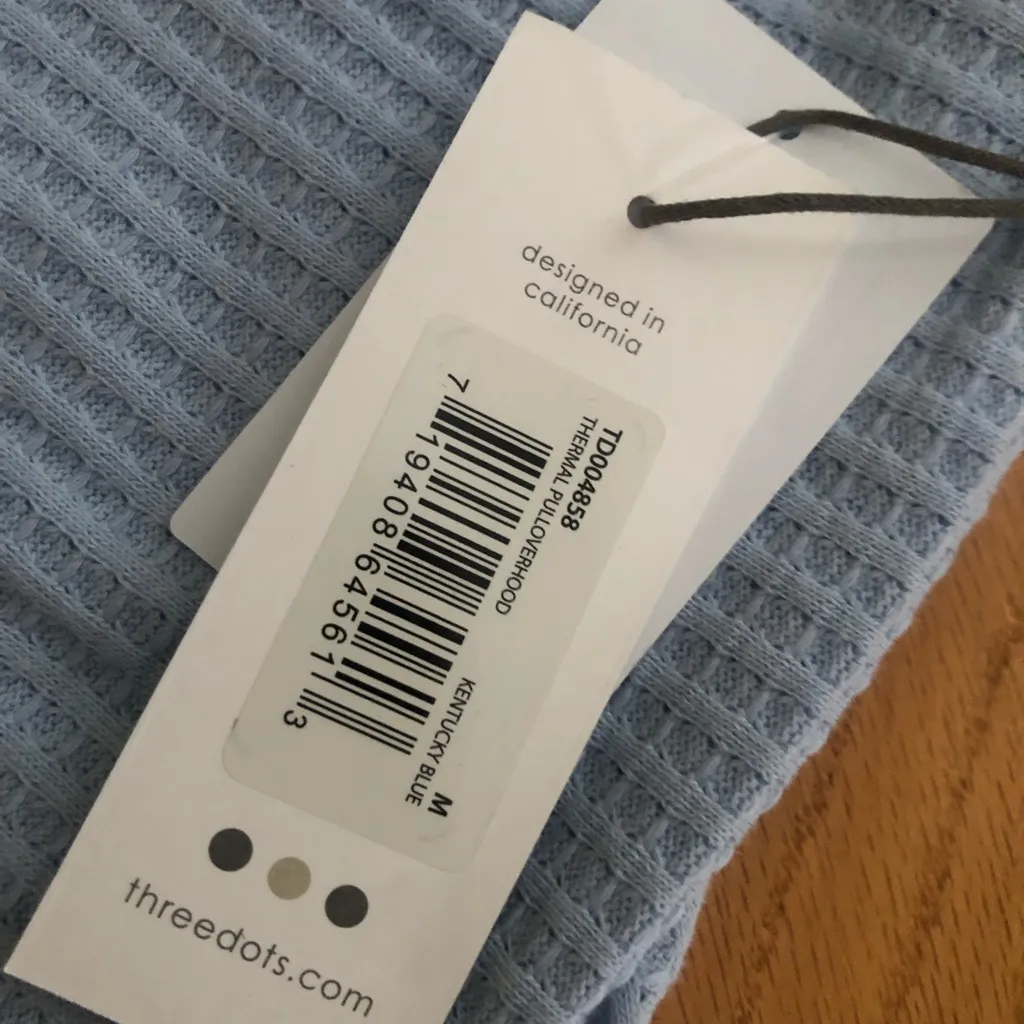 designed in
california
TD004858
THERMAL PULLOVERHOOD
KENTUCKY BLUE
M
7 19408 64561 3
threedots.com